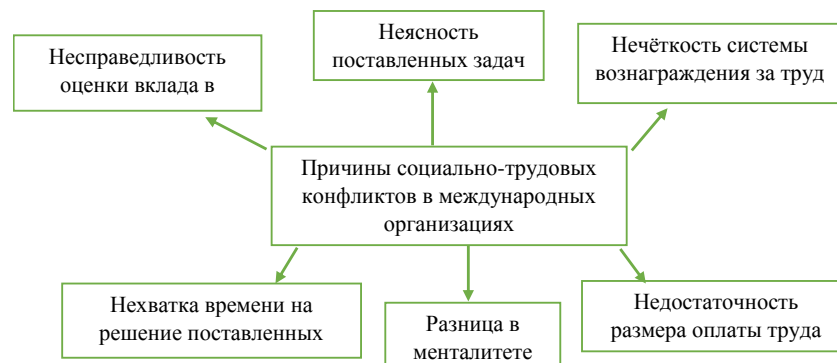 Несправедливость
оценки вклада в
Неясность
поставленных задач
Нечёткость системы
вознаграждения за труд
Причины социально-трудовых
конфликтов в международных
организациях
Нехватка времени на
решение поставленных
Разница в
менталитете
Недостаточность
размера оплаты труда